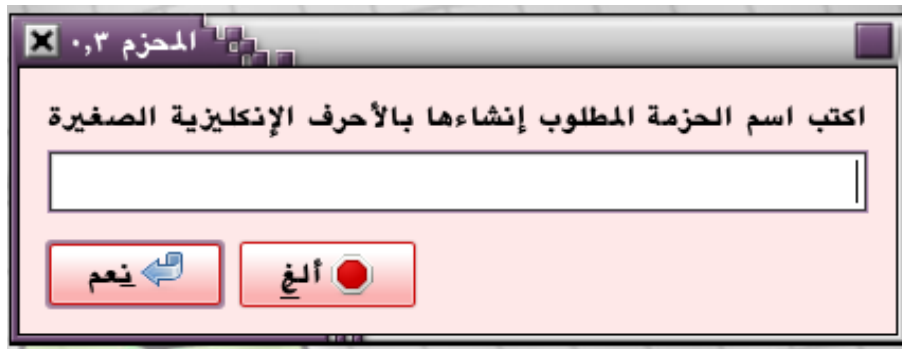 المحزم ٠,٣
اكتب اسم الحزمة المطلوب إنشاءها بالأحرف الإنكليزية الصغيرة
ألغ
نعم